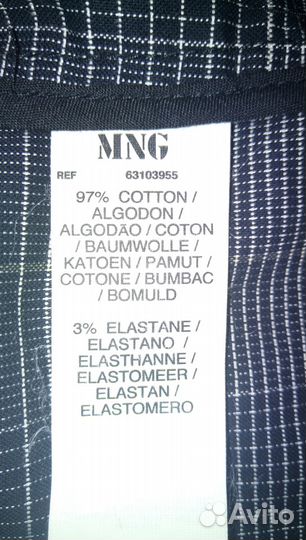 MNG
REF 63103955
97% COTTON /
ALGODON /
ALGODÃO / COTON
/ BAUMWOLLE /
KATOEN / PAMUT /
COTONE / BUMBAC
/ BOMULD
3% ELASTANE /
ELASTANO /
ELASTHANNE /
ELASTOMEER /
ELASTAN /
ELASTOMERO
Avito